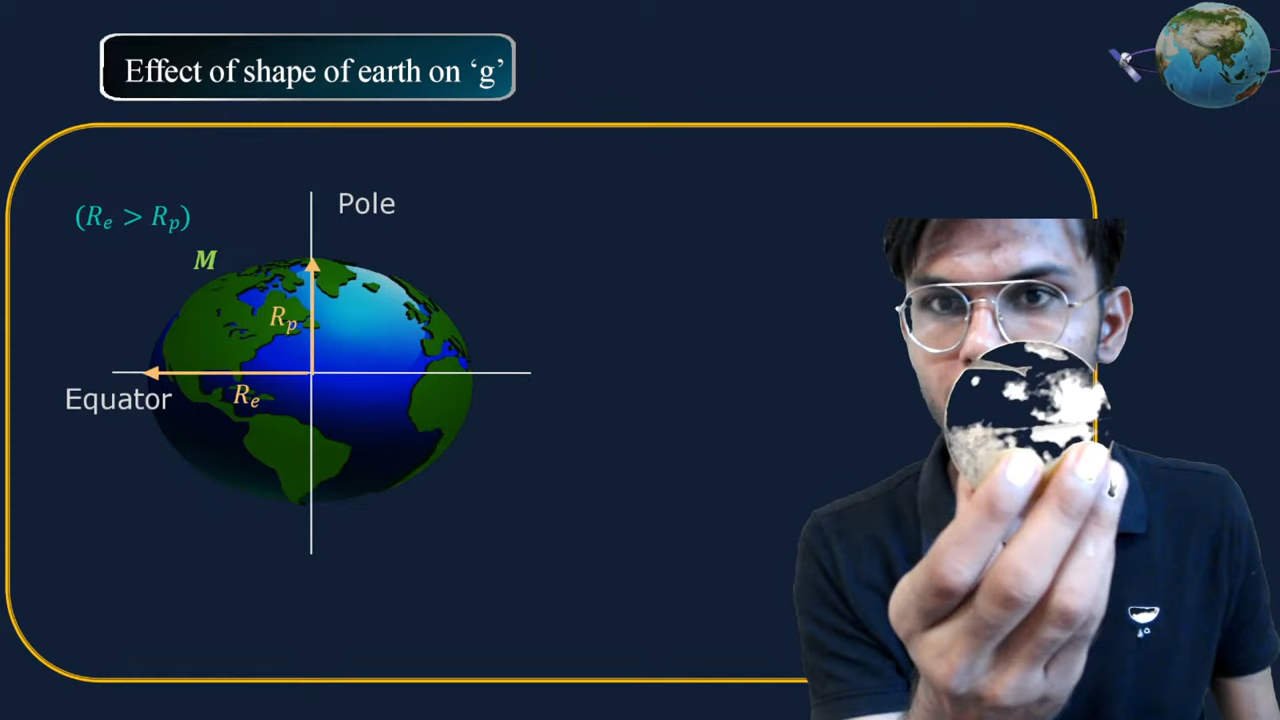 Effect of shape of earth on ‘g’
Pole
(Rₑ > Rₚ)
M
Rₚ
Equator
Rₑ